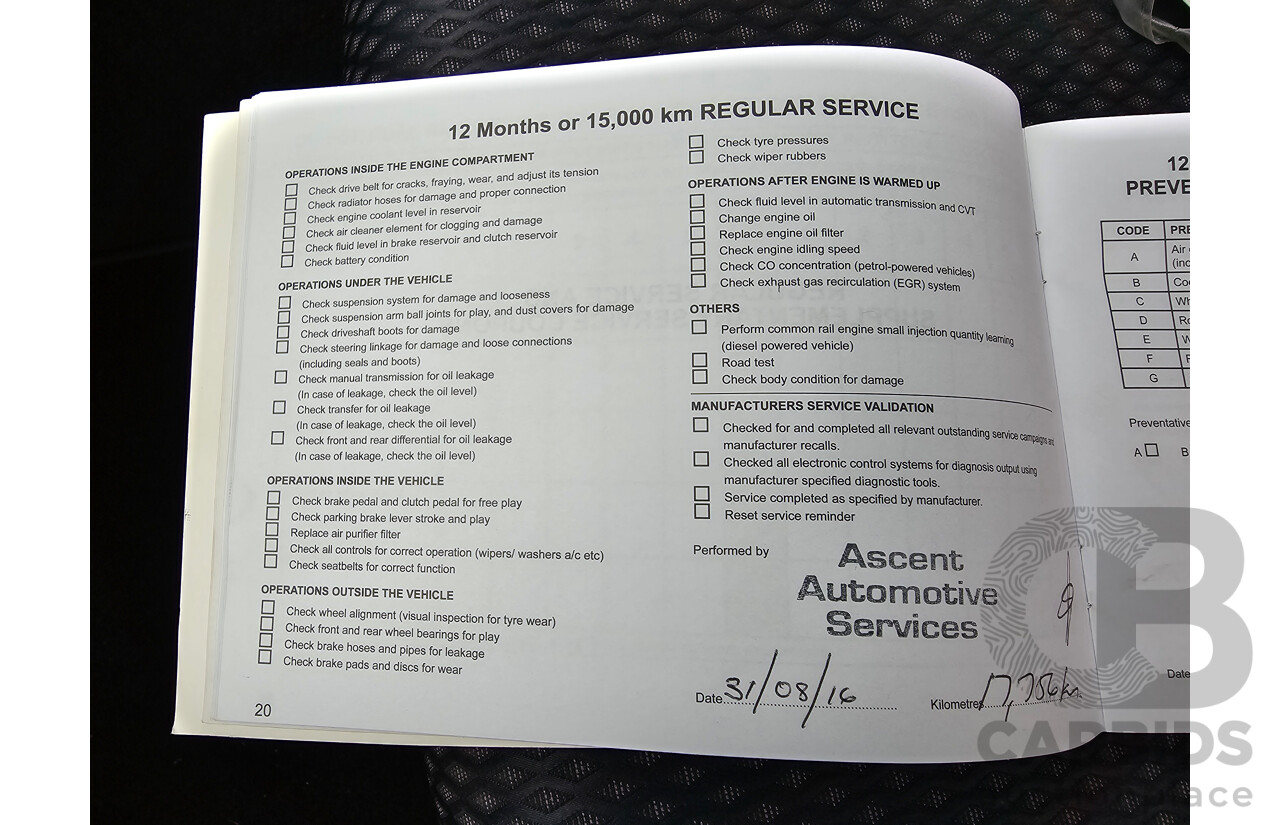 12 Months or 15,000 km REGULAR SERVICE
OPERATIONS INSIDE THE ENGINE COMPARTMENT
Check drive belt for cracks, fraying, wear, and adjust its tension
Check radiator hoses for damage and proper connection
Check engine coolant level in reservoir
Check air cleaner element for clogging and damage
Check fluid level in brake reservoir and clutch reservoir
Check battery condition
OPERATIONS UNDER THE VEHICLE
Check suspension system for damage and looseness
Check suspension arm ball joints for play, and dust covers for damage
Check driveshaft boots for damage
Check steering linkage for damage and loose connections
(including seals and boots)
Check manual transmission for oil leakage
(In case of leakage, check the oil level)
Check transfer for oil leakage
(In case of leakage, check the oil level)
Check front and rear differential for oil leakage
(In case of leakage, check the oil level)
OPERATIONS INSIDE THE VEHICLE
Check brake pedal and clutch pedal for free play
Check parking brake lever stroke and play
Replace air purifier filter
Check all controls for correct operation (wipers/ washers a/c etc)
Check seatbelts for correct function
OPERATIONS OUTSIDE THE VEHICLE
Check wheel alignment (visual inspection for tyre wear)
Check front and rear wheel bearings for play
Check brake hoses and pipes for leakage
Check brake pads and discs for wear
20
Check tyre pressures
Check wiper rubbers
OPERATIONS AFTER ENGINE IS WARMED UP
Check fluid level in automatic transmission and CVT
Change engine oil
Replace engine oil filter
Check engine idling speed
Check CO concentration (petrol-powered vehicles)
Check exhaust gas recirculation (EGR) system
OTHERS
Perform common rail engine small injection quantity learning
(diesel powered vehicle)
Road test
Check body condition for damage
MANUFACTURERS SERVICE VALIDATION
Checked for and completed all relevant outstanding service campaigns and
manufacturer recalls.
Checked all electronic control systems for diagnosis output using
manufacturer specified diagnostic tools.
Service completed as specified by manufacturer.
Reset service reminder
Performed by
Ascent
Automotive
Services
Date 31/08/16
Kilometres 17,756km
12
PREVE
CODE PRE
A Air
(inc
B Co
C Wh
D Ro
E W
F F
G
Preventative
A B
Date
CB
CARBIDS
ace